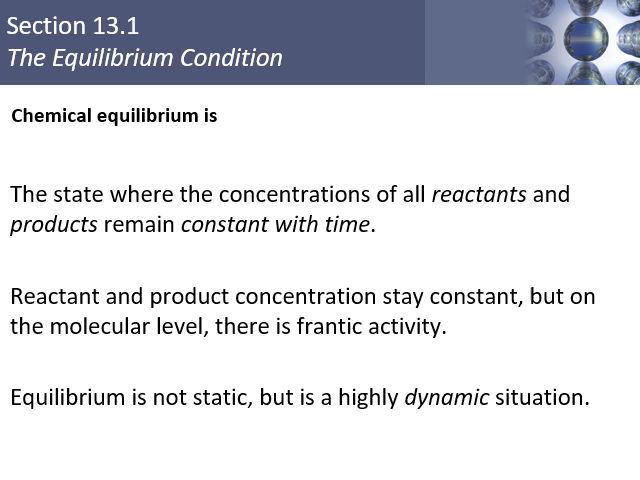 Section 13.1
The Equilibrium Condition
Chemical equilibrium is
The state where the concentrations of all reactants and
products remain constant with time.
Reactant and product concentration stay constant, but on
the molecular level, there is frantic activity.
Equilibrium is not static, but is a highly dynamic situation.